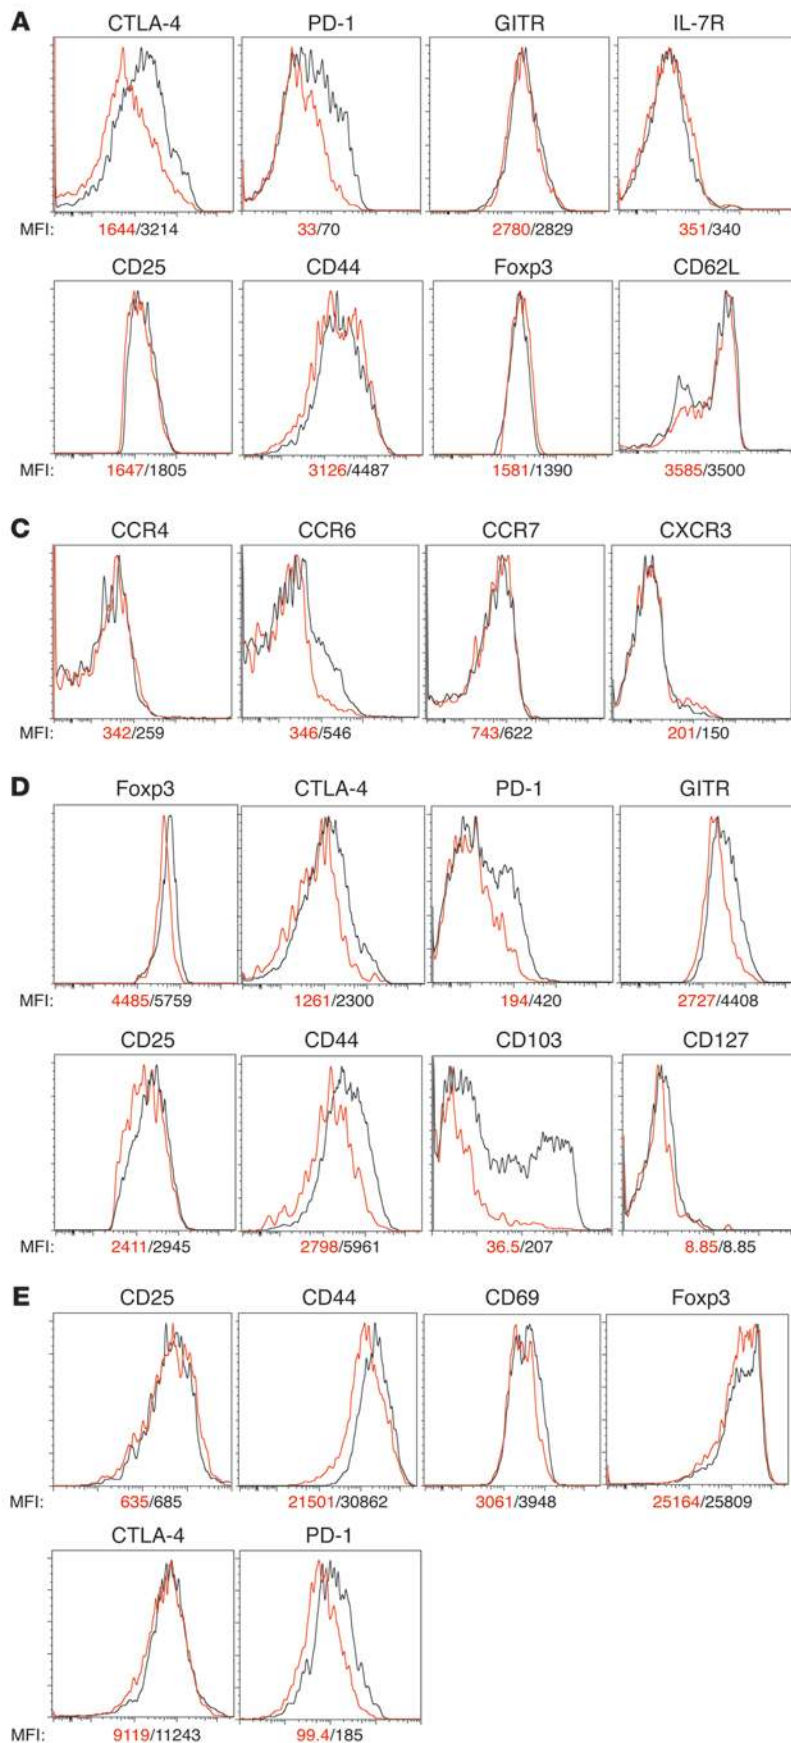 A
CTLA-4 PD-1 GITR IL-7R
MFI: 1644/3214 33/70 2780/2829 351/340
CD25 CD44 Foxp3 CD62L
MFI: 1647/1805 3126/4487 1581/1390 3585/3500
C
CCR4 CCR6 CCR7 CXCR3
MFI: 342/259 346/546 743/622 201/150
D
Foxp3 CTLA-4 PD-1 GITR
MFI: 4485/5759 1261/2300 194/420 2727/4408
CD25 CD44 CD103 CD127
MFI: 2411/2945 2798/5961 36.5/207 8.85/8.85
E
CD25 CD44 CD69 Foxp3
MFI: 635/685 21501/30862 3061/3948 25164/25809
CTLA-4 PD-1
MFI: 9119/11243 99.4/185